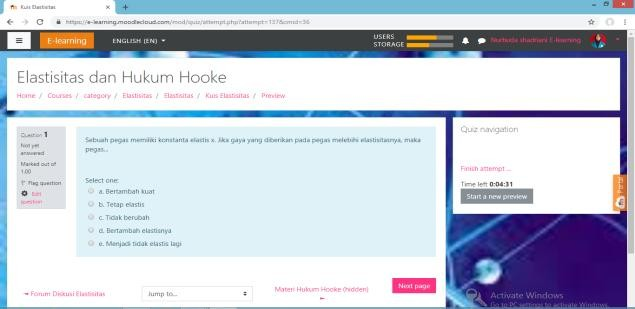 Kuis Elastisitas
https://e-learning.moodlecloud.com/mod/quiz/attempt.php?attempt=137&cmid=36
E-learning
ENGLISH (EN)
USERS
STORAGE
Nurhuda shadriani E-learning
Elastisitas dan Hukum Hooke
Home / Courses / category / Elastisitas / Elastisitas / Kuis Elastisitas / Preview
Question 1
Not yet
answered
Marked out of
1.00
Flag question
Edit
question
Sebuah pegas memiliki konstanta elastis x. Jika gaya yang diberikan pada pegas melebihi elastisitasnya, maka
pegas...
Select one:
a. Bertambah kuat
b. Tetap elastis
c. Tidak berubah
d. Bertambah elastisnya
e. Menjadi tidak elastis lagi
Quiz navigation
Finish attempt ...
Time left 0:04:31
Start a new preview
Forum Diskusi Elastisitas
Jump to...
Materi Hukum Hooke (hidden)
Next page
Activate Windows
Go to PC settings to activate Windows.